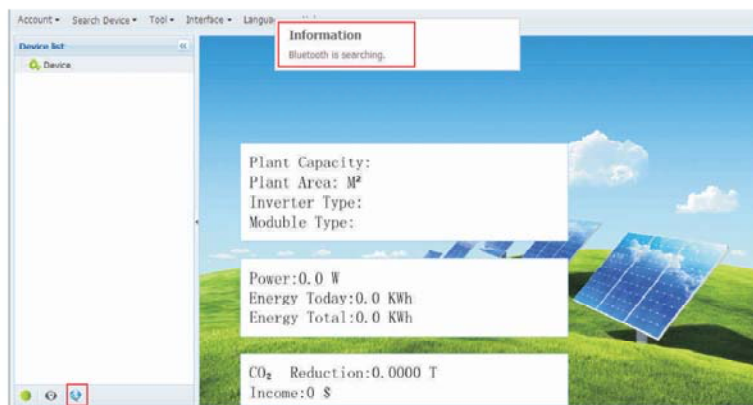 Account Search Device Tool Interface
Information
Bluetooth is searching.
Device list
Device
Plant Capacity:
Plant Area: M²
Inverter Type:
Moduble Type:
Power:0.0 W
Energy Today:0.0 KWh
Energy Total:0.0 KWh
CO₂ Reduction:0.0000 T
Income:0 $